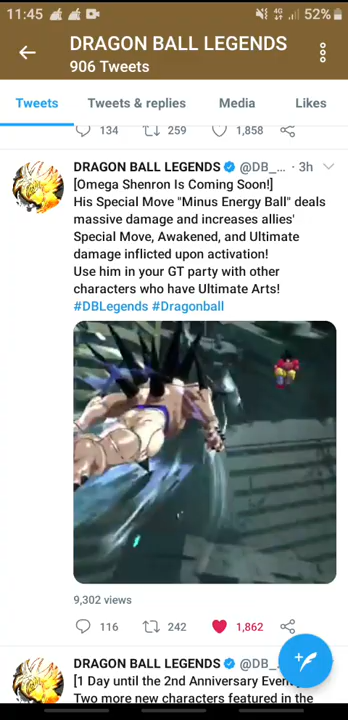 11:45
4G
52%
DRAGON BALL LEGENDS
906 Tweets
Tweets
Tweets & replies
Media
Likes
134
259
1,858
DRAGON BALL LEGENDS @DB_... · 3h
[Omega Shenron Is Coming Soon!]
His Special Move "Minus Energy Ball" deals
massive damage and increases allies'
Special Move, Awakened, and Ultimate
damage inflicted upon activation!
Use him in your GT party with other
characters who have Ultimate Arts!
#DBLegends #Dragonball
9,302 views
116
242
1,862
DRAGON BALL LEGENDS @DB_
[1 Day until the 2nd Anniversary Even
Two more new characters featured in the